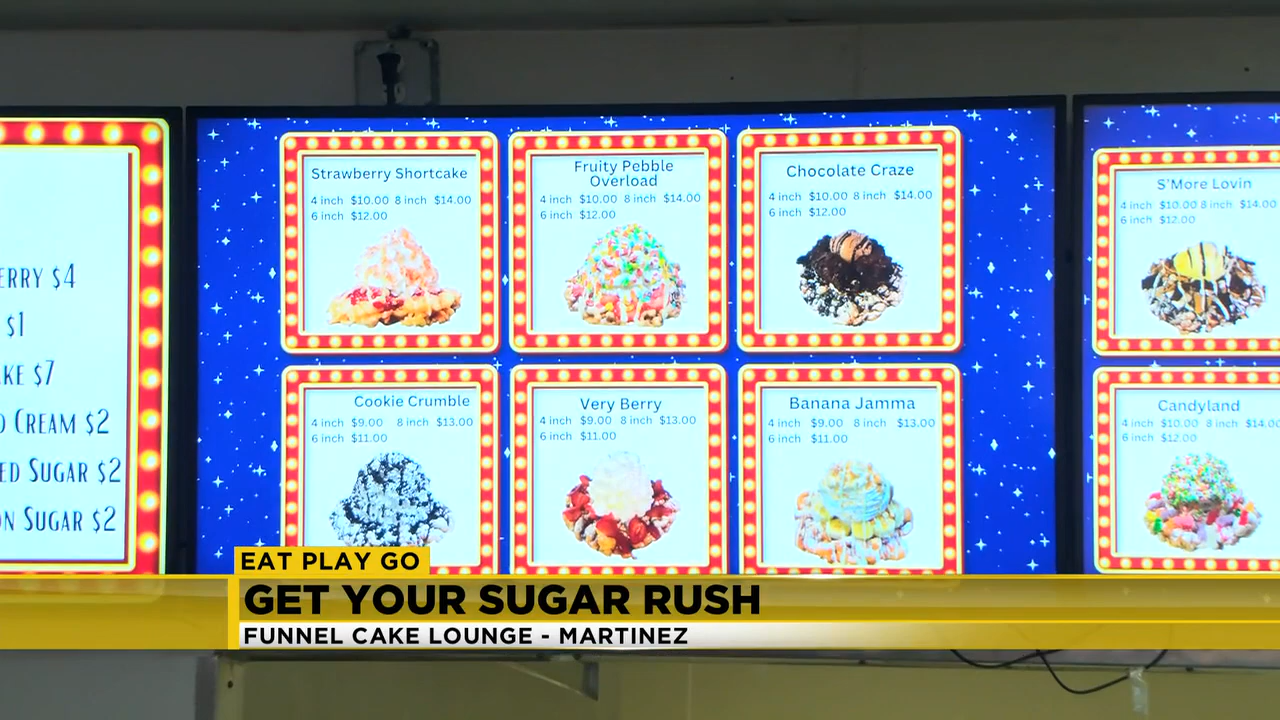 $4
$1
$7
CREAM $2
SUGAR $2
SUGAR $2
Strawberry Shortcake
4 inch $10.00 8 inch $14.00
6 inch $12.00
Fruity Pebble
Overload
4 inch $10.00 8 inch $14.00
6 inch $12.00
Chocolate Craze
4 inch $10.00 8 inch $14.00
6 inch $12.00
Cookie Crumble
4 inch $9.00 8 inch $13.00
6 inch $11.00
Very Berry
4 inch $9.00 8 inch $13.00
6 inch $11.00
Banana Jamma
4 inch $9.00 8 inch $13.00
6 inch $11.00
S'More Lovin
4 inch $10.00 8 inch $14.00
6 inch $12.00
Candyland
4 inch $10.00 8 inch $14.00
6 inch $12.00
EAT PLAY GO
GET YOUR SUGAR RUSH
FUNNEL CAKE LOUNGE - MARTINEZ